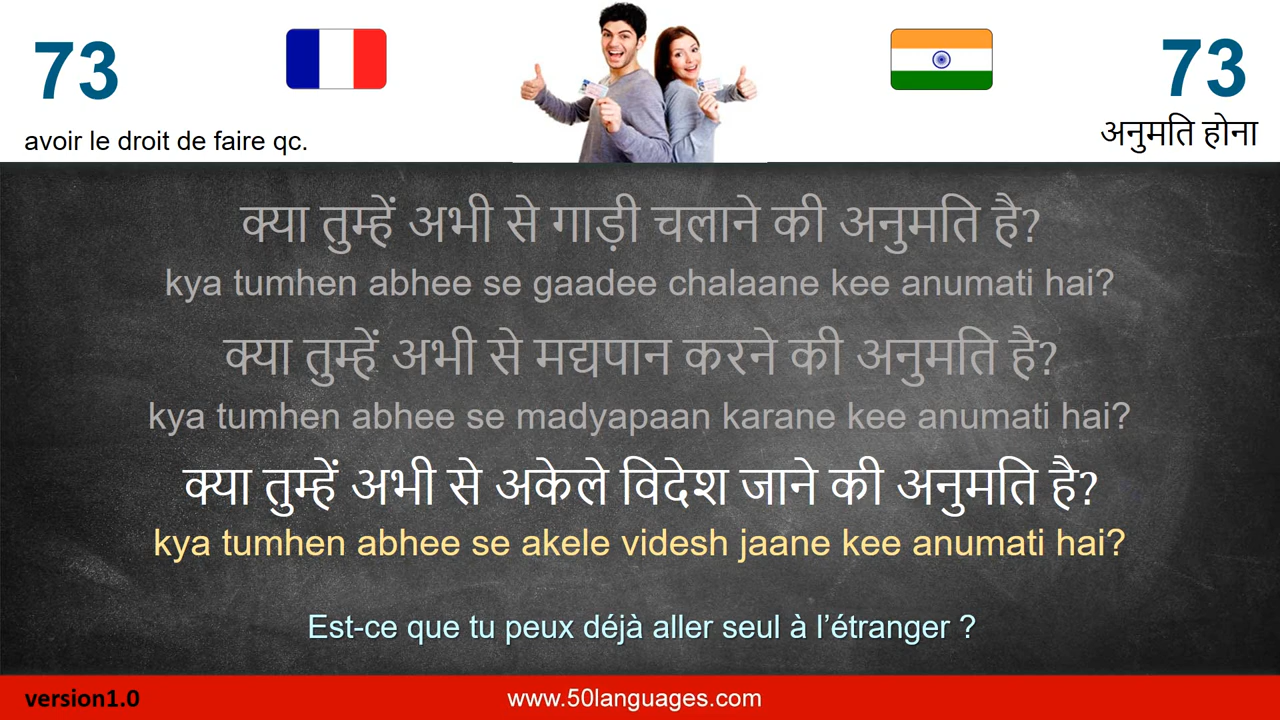 73
73
avoir le droit de faire qc.
अनुमति होना
क्या तुम्हें अभी से गाड़ी चलाने की अनुमति है?
kya tumhen abhee se gaadee chalaane kee anumati hai?
क्या तुम्हें अभी से मद्यपान करने की अनुमति है?
kya tumhen abhee se madyapaan karane kee anumati hai?
क्या तुम्हें अभी से अकेले विदेश जाने की अनुमति है?
kya tumhen abhee se akele videsh jaane kee anumati hai?
Est-ce que tu peux déjà aller seul à l’étranger ?
version1.0
www.50languages.com